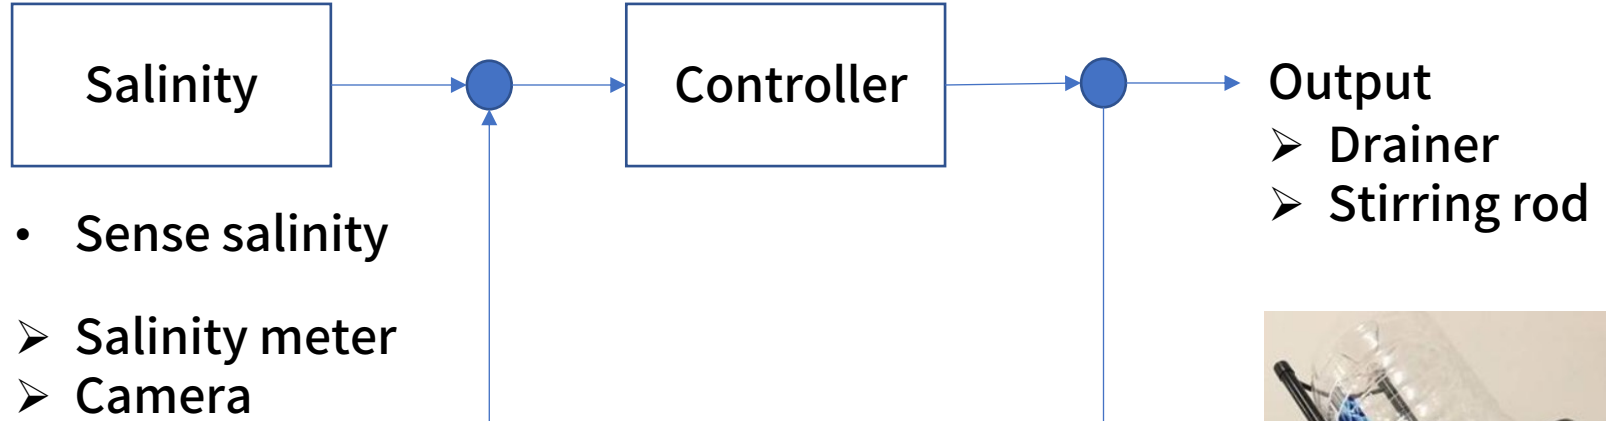 Salinity
Controller
Output
➢ Drainer
➢ Stirring rod
• Sense salinity
➢ Salinity meter
➢ Camera